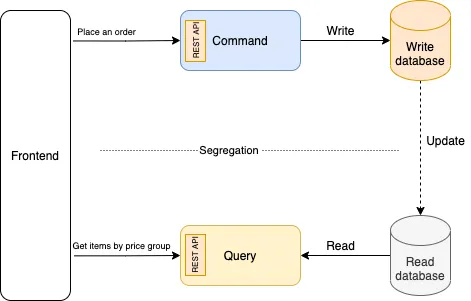 Place an order
REST API
Command
Write
Write
database
Frontend
Segregation
Update
Get items by price group
REST API
Query
Read
Read
database